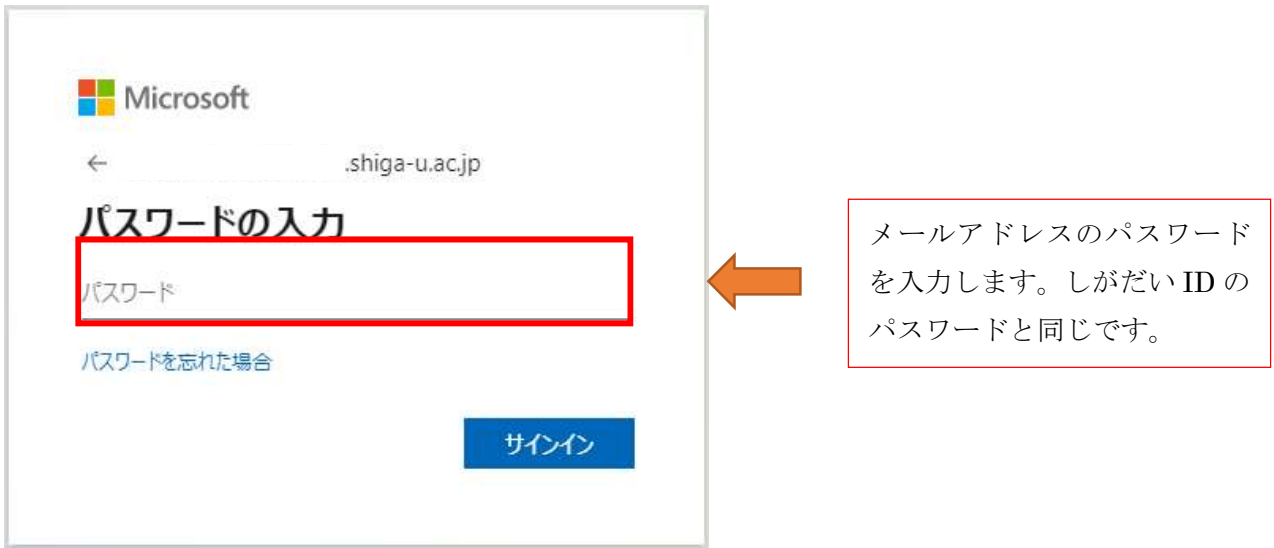 Microsoft
← .shiga-u.ac.jp
パスワードの入力
パスワード
パスワードを忘れた場合
サインイン
メールアドレスのパスワード
を入力します。しがだい ID の
パスワードと同じです。